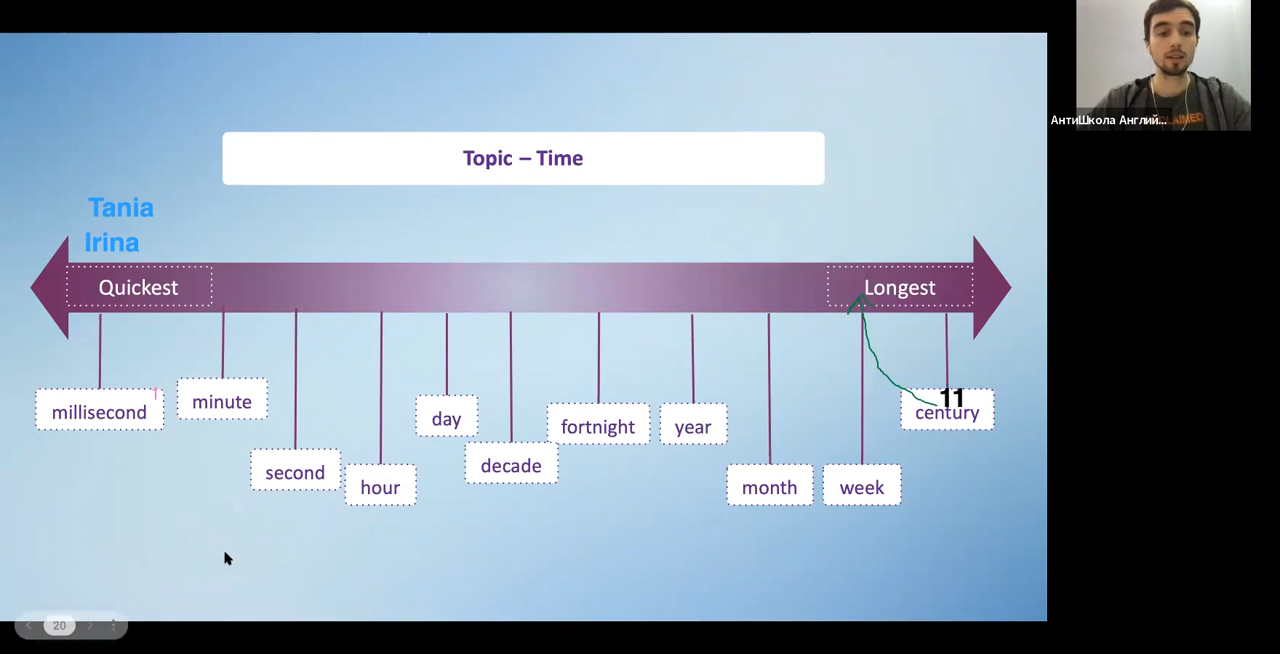 Topic – Time
Tania
Irina
Quickest
Longest
millisecond
minute
second
hour
day
decade
fortnight
year
month
week
11
century
20
АнтиШкола Англий...
CLAIMED